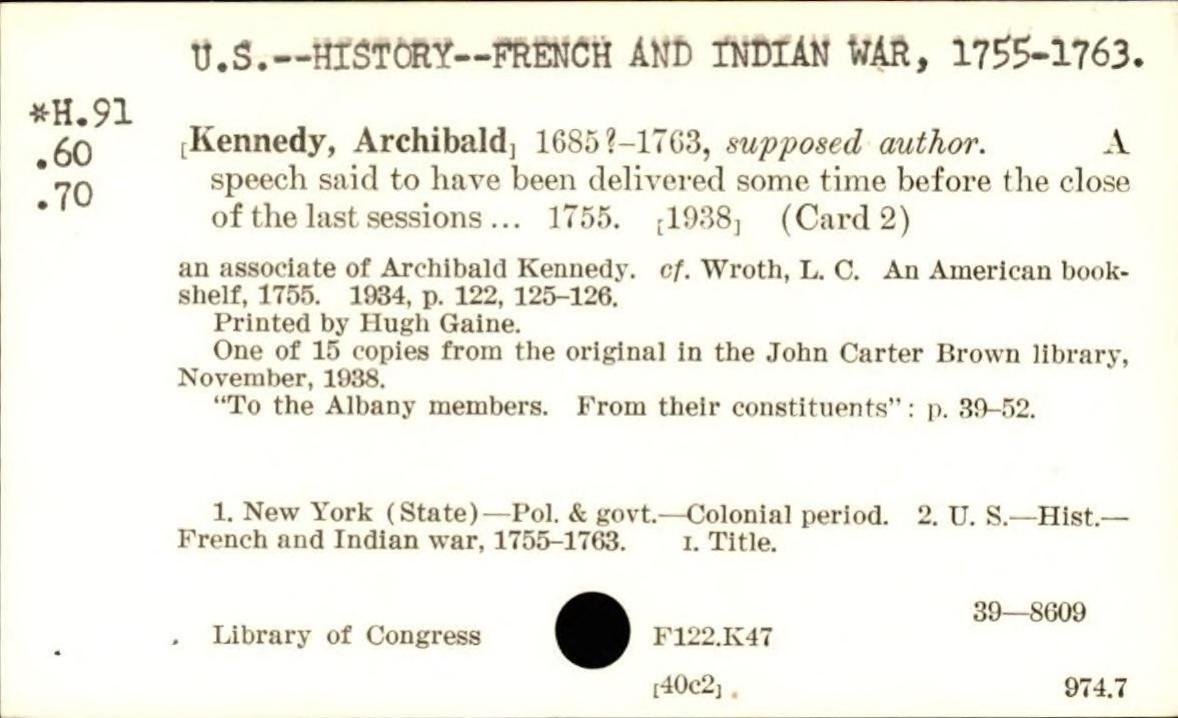 U.S.--HISTORY--FRENCH AND INDIAN WAR, 1755-1763.
*H.91
.60
.70
[Kennedy, Archibald] 1685?–1763, supposed author. A
speech said to have been delivered some time before the close
of the last sessions ... 1755. [1938] (Card 2)
an associate of Archibald Kennedy. cf. Wroth, L. C. An American book-
shelf, 1755. 1934, p. 122, 125–126.
Printed by Hugh Gaine.
One of 15 copies from the original in the John Carter Brown library,
November, 1938.
"To the Albany members. From their constituents": p. 39–52.
1. New York (State)—Pol. & govt.—Colonial period. 2. U. S.—Hist.—
French and Indian war, 1755–1763. I. Title.
39—8609
Library of Congress F122.K47
[40c2] 974.7